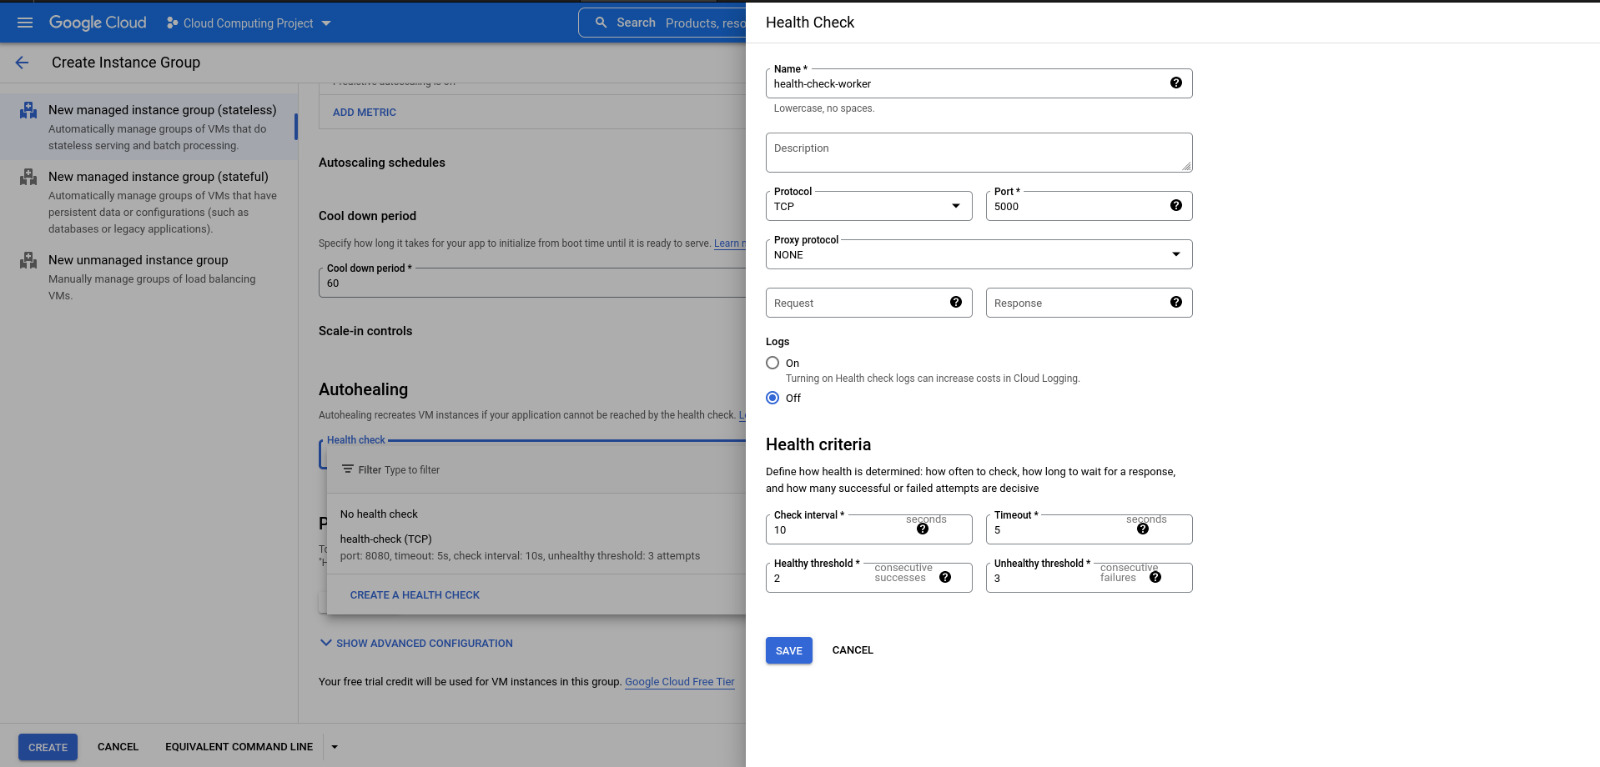 Google Cloud
Cloud Computing Project
Search Products, reso
Create Instance Group
New managed instance group (stateless)
Automatically manage groups of VMs that do
stateless serving and batch processing.
New managed instance group (stateful)
Automatically manage groups of VMs that have
persistent data or configurations (such as
databases or legacy applications).
New unmanaged instance group
Manually manage groups of load balancing
VMs.
Predictive autoscaling is off
ADD METRIC
Autoscaling schedules
Cool down period
Specify how long it takes for your app to initialize from boot time until it is ready to serve. Learn m
Cool down period *
60
Scale-in controls
Autohealing
Autohealing recreates VM instances if your application cannot be reached by the health check. Le
Health check
Filter Type to filter
No health check
health-check (TCP)
port: 8080, timeout: 5s, check interval: 10s, unhealthy threshold: 3 attempts
CREATE A HEALTH CHECK
P
To
"H
SHOW ADVANCED CONFIGURATION
Your free trial credit will be used for VM instances in this group. Google Cloud Free Tier
CREATE CANCEL EQUIVALENT COMMAND LINE
Health Check
Name *
health-check-worker
Lowercase, no spaces.
Description
Protocol
TCP
Port *
5000
Proxy protocol
NONE
Request
Response
Logs
On
Turning on Health check logs can increase costs in Cloud Logging.
Off
Health criteria
Define how health is determined: how often to check, how long to wait for a response,
and how many successful or failed attempts are decisive
Check interval *
10
seconds
Timeout *
5
seconds
Healthy threshold *
2
consecutive
successes
Unhealthy threshold *
3
consecutive
failures
SAVE CANCEL